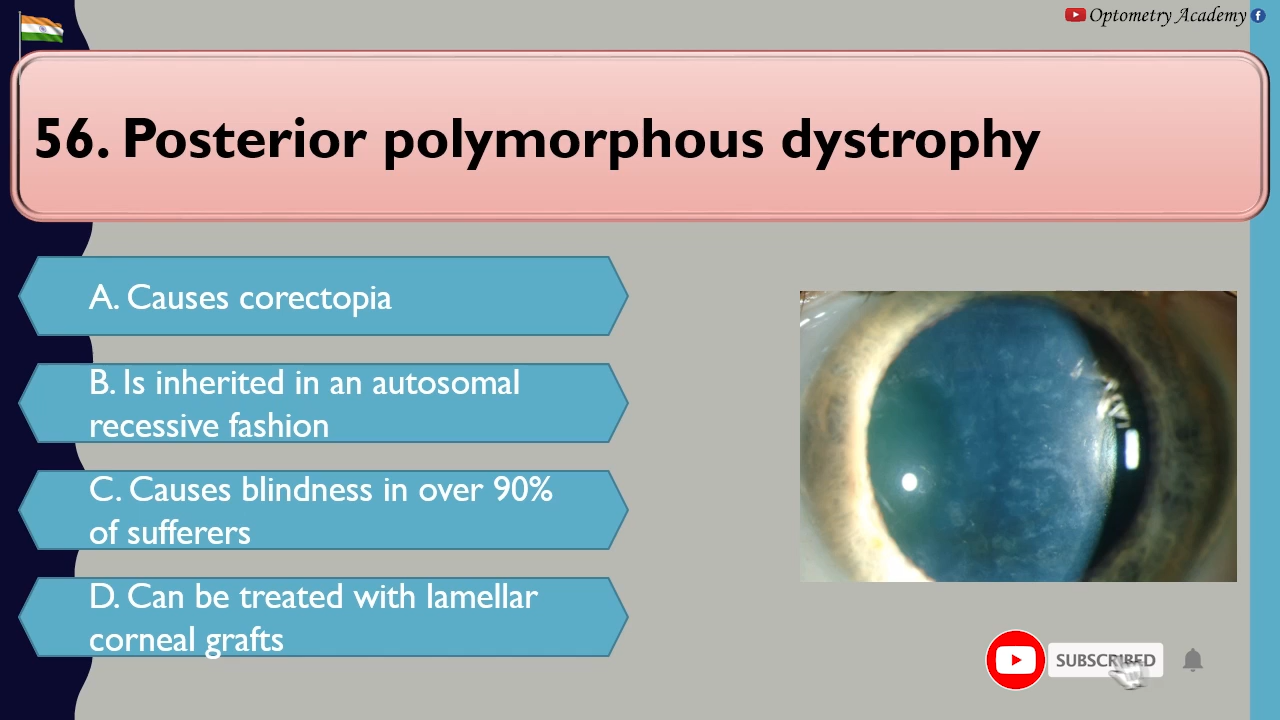 Optometry Academy
56. Posterior polymorphous dystrophy
A. Causes corectopia
B. Is inherited in an autosomal
recessive fashion
C. Causes blindness in over 90%
of sufferers
D. Can be treated with lamellar
corneal grafts
SUBSCRIBED